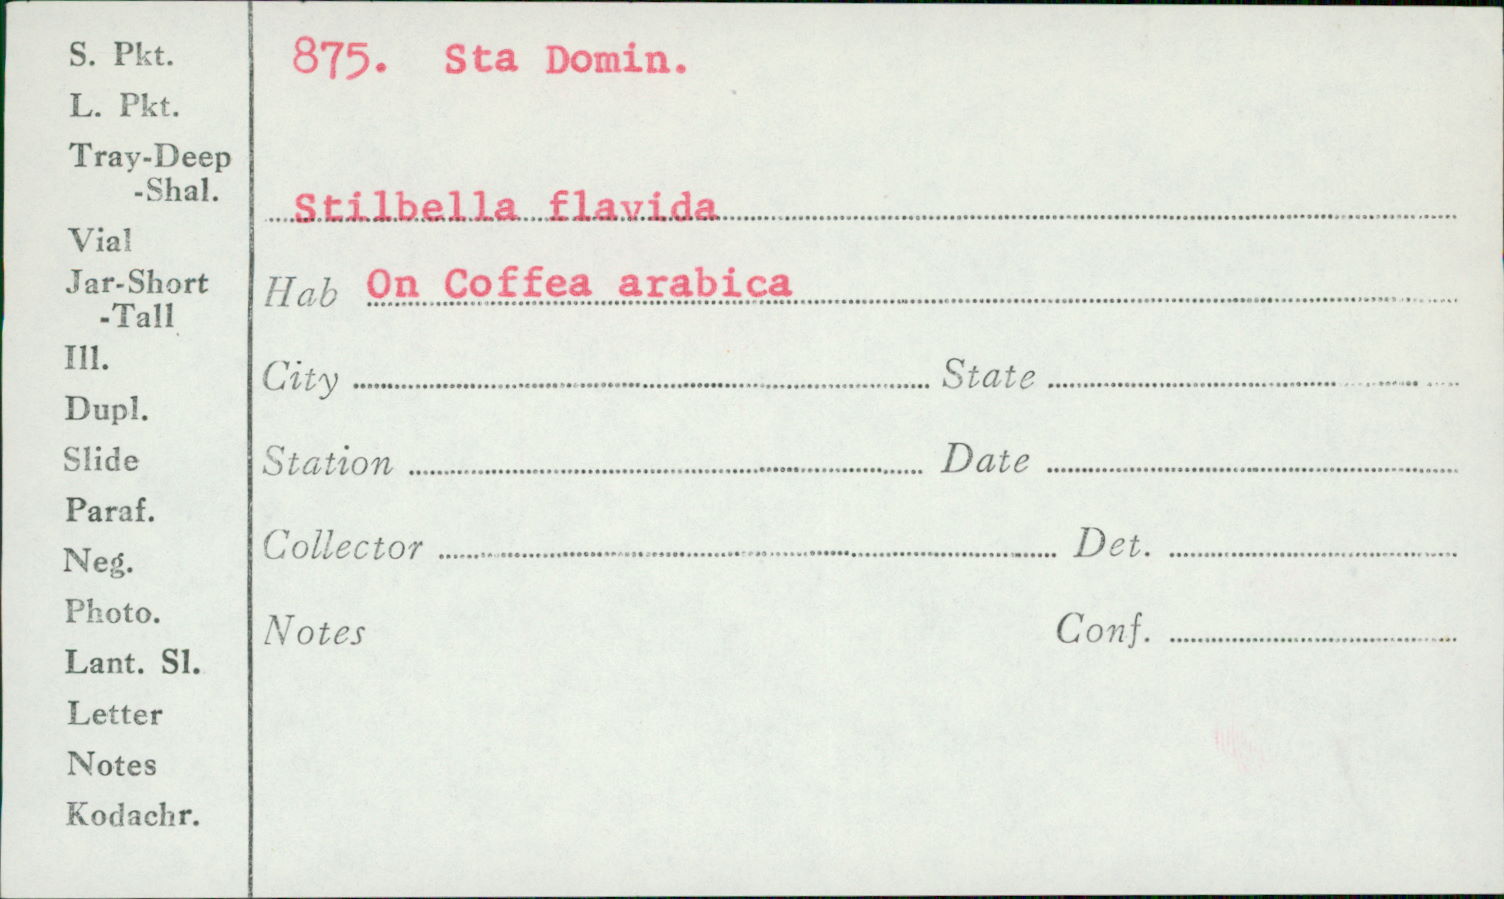 S. Pkt.
L. Pkt.
Tray-Deep
-Shal.
Vial
Jar-Short
-Tall
Ill.
Dupl.
Slide
Paraf.
Neg.
Photo.
Lant. Sl.
Letter
Notes
Kodachr.
875. Sta Domin.
Stilbella flavida
Hab On Coffea arabica
City State
Station Date
Collector Det.
Notes Conf.